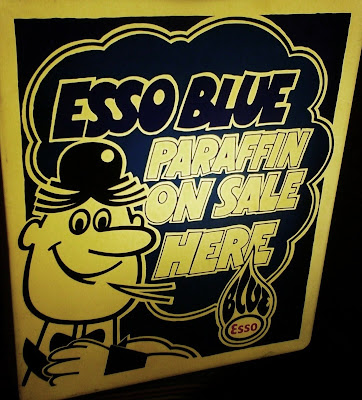 ESSO BLUE
PARAFFIN
ON SALE
HERE
BLUE
Esso